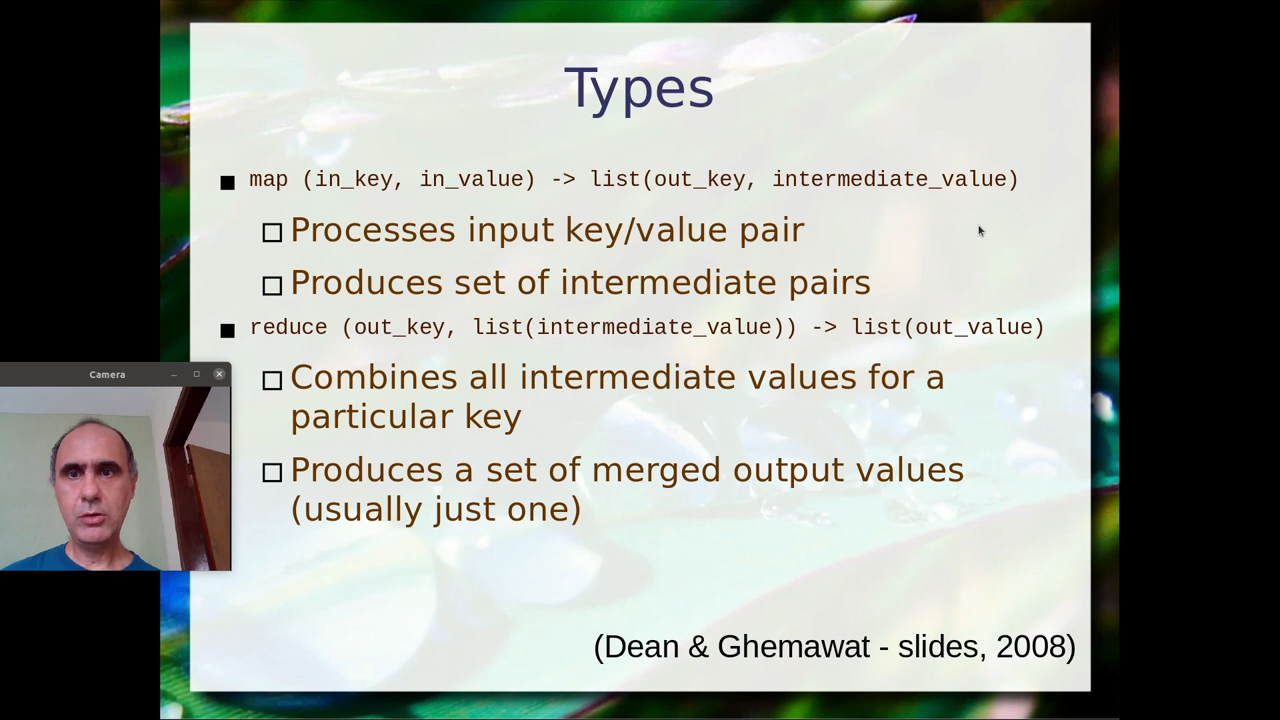 Types
map (in_key, in_value) -> list(out_key, intermediate_value)
Processes input key/value pair
Produces set of intermediate pairs
reduce (out_key, list(intermediate_value)) -> list(out_value)
Combines all intermediate values for a
particular key
Produces a set of merged output values
(usually just one)
Camera
(Dean & Ghemawat - slides, 2008)